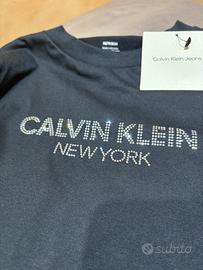 Calvin Klein Jeans
CALVIN KLEIN
NEW YORK
subito